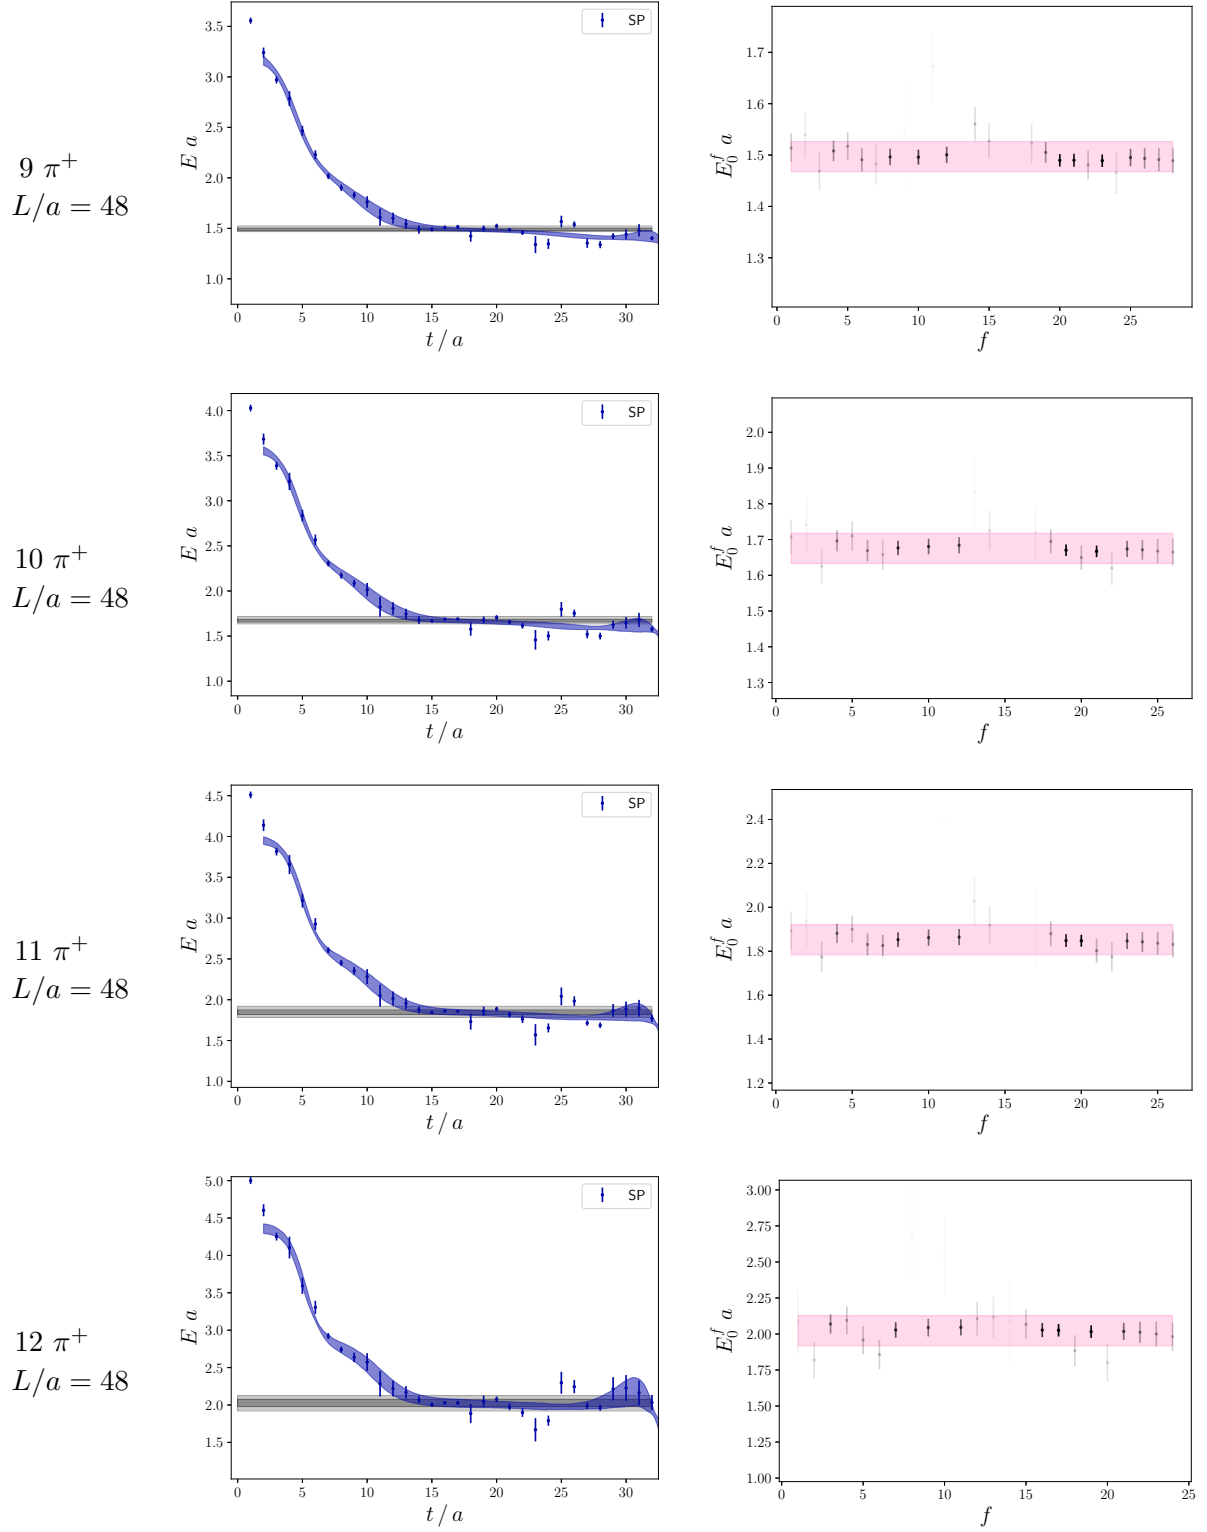 9 π⁺
L/a = 48
3.5
3.0
2.5
2.0
1.5
1.0
E a
SP
0 5 10 15 20 25 30
t / a
1.7
1.6
1.5
1.4
1.3
E₀ᶠ a
0 5 10 15 20 25
f
10 π⁺
L/a = 48
4.0
3.5
3.0
2.5
2.0
1.5
1.0
E a
SP
0 5 10 15 20 25 30
t / a
2.0
1.9
1.8
1.7
1.6
1.5
1.4
1.3
E₀ᶠ a
0 5 10 15 20 25
f
11 π⁺
L/a = 48
4.5
4.0
3.5
3.0
2.5
2.0
1.5
1.0
E a
SP
0 5 10 15 20 25 30
t / a
2.4
2.2
2.0
1.8
1.6
1.4
1.2
E₀ᶠ a
0 5 10 15 20 25
f
12 π⁺
L/a = 48
5.0
4.5
4.0
3.5
3.0
2.5
2.0
1.5
E a
SP
0 5 10 15 20 25 30
t / a
3.00
2.75
2.50
2.25
2.00
1.75
1.50
1.25
1.00
E₀ᶠ a
0 5 10 15 20 25
f